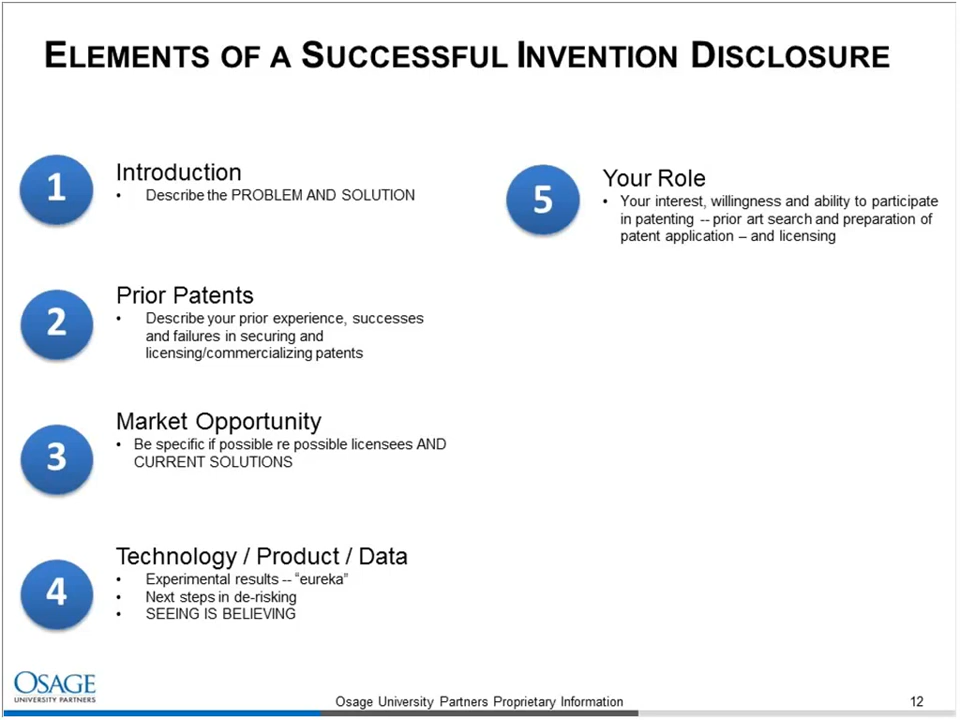 ELEMENTS OF A SUCCESSFUL INVENTION DISCLOSURE
1
Introduction
• Describe the PROBLEM AND SOLUTION
2
Prior Patents
• Describe your prior experience, successes
and failures in securing and
licensing/commercializing patents
3
Market Opportunity
• Be specific if possible re possible licensees AND
CURRENT SOLUTIONS
4
Technology / Product / Data
• Experimental results -- “eureka”
• Next steps in de-risking
• SEEING IS BELIEVING
5
Your Role
• Your interest, willingness and ability to participate
in patenting -- prior art search and preparation of
patent application – and licensing
OSAGE
UNIVERSITY PARTNERS
Osage University Partners Proprietary Information
12